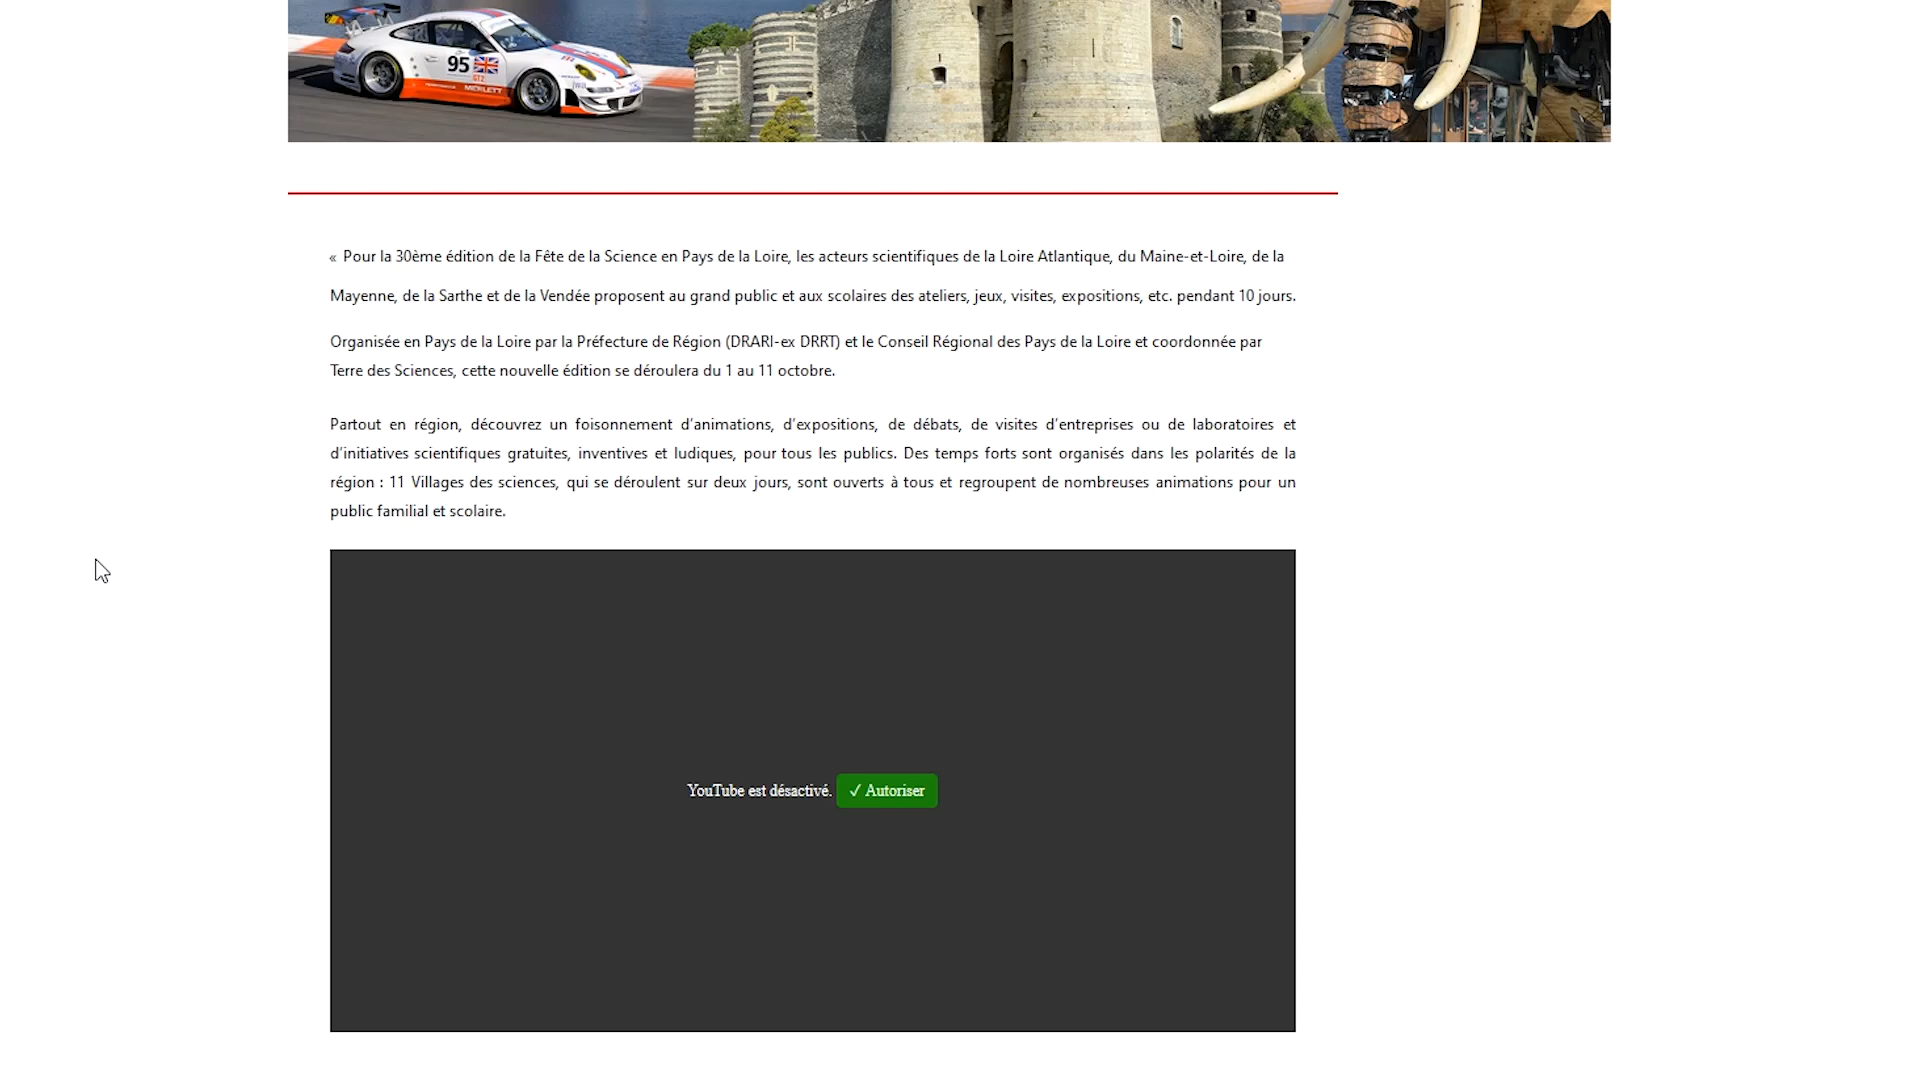 95
GT2
« Pour la 30ème édition de la Fête de la Science en Pays de la Loire, les acteurs scientifiques de la Loire Atlantique, du Maine-et-Loire, de la
Mayenne, de la Sarthe et de la Vendée proposent au grand public et aux scolaires des ateliers, jeux, visites, expositions, etc. pendant 10 jours.
Organisée en Pays de la Loire par la Préfecture de Région (DRARI-ex DRRT) et le Conseil Régional des Pays de la Loire et coordonnée par
Terre des Sciences, cette nouvelle édition se déroulera du 1 au 11 octobre.
Partout en région, découvrez un foisonnement d’animations, d’expositions, de débats, de visites d’entreprises ou de laboratoires et
d’initiatives scientifiques gratuites, inventives et ludiques, pour tous les publics. Des temps forts sont organisés dans les polarités de la
région : 11 Villages des sciences, qui se déroulent sur deux jours, sont ouverts à tous et regroupent de nombreuses animations pour un
public familial et scolaire.
YouTube est désactivé. ✓ Autoriser